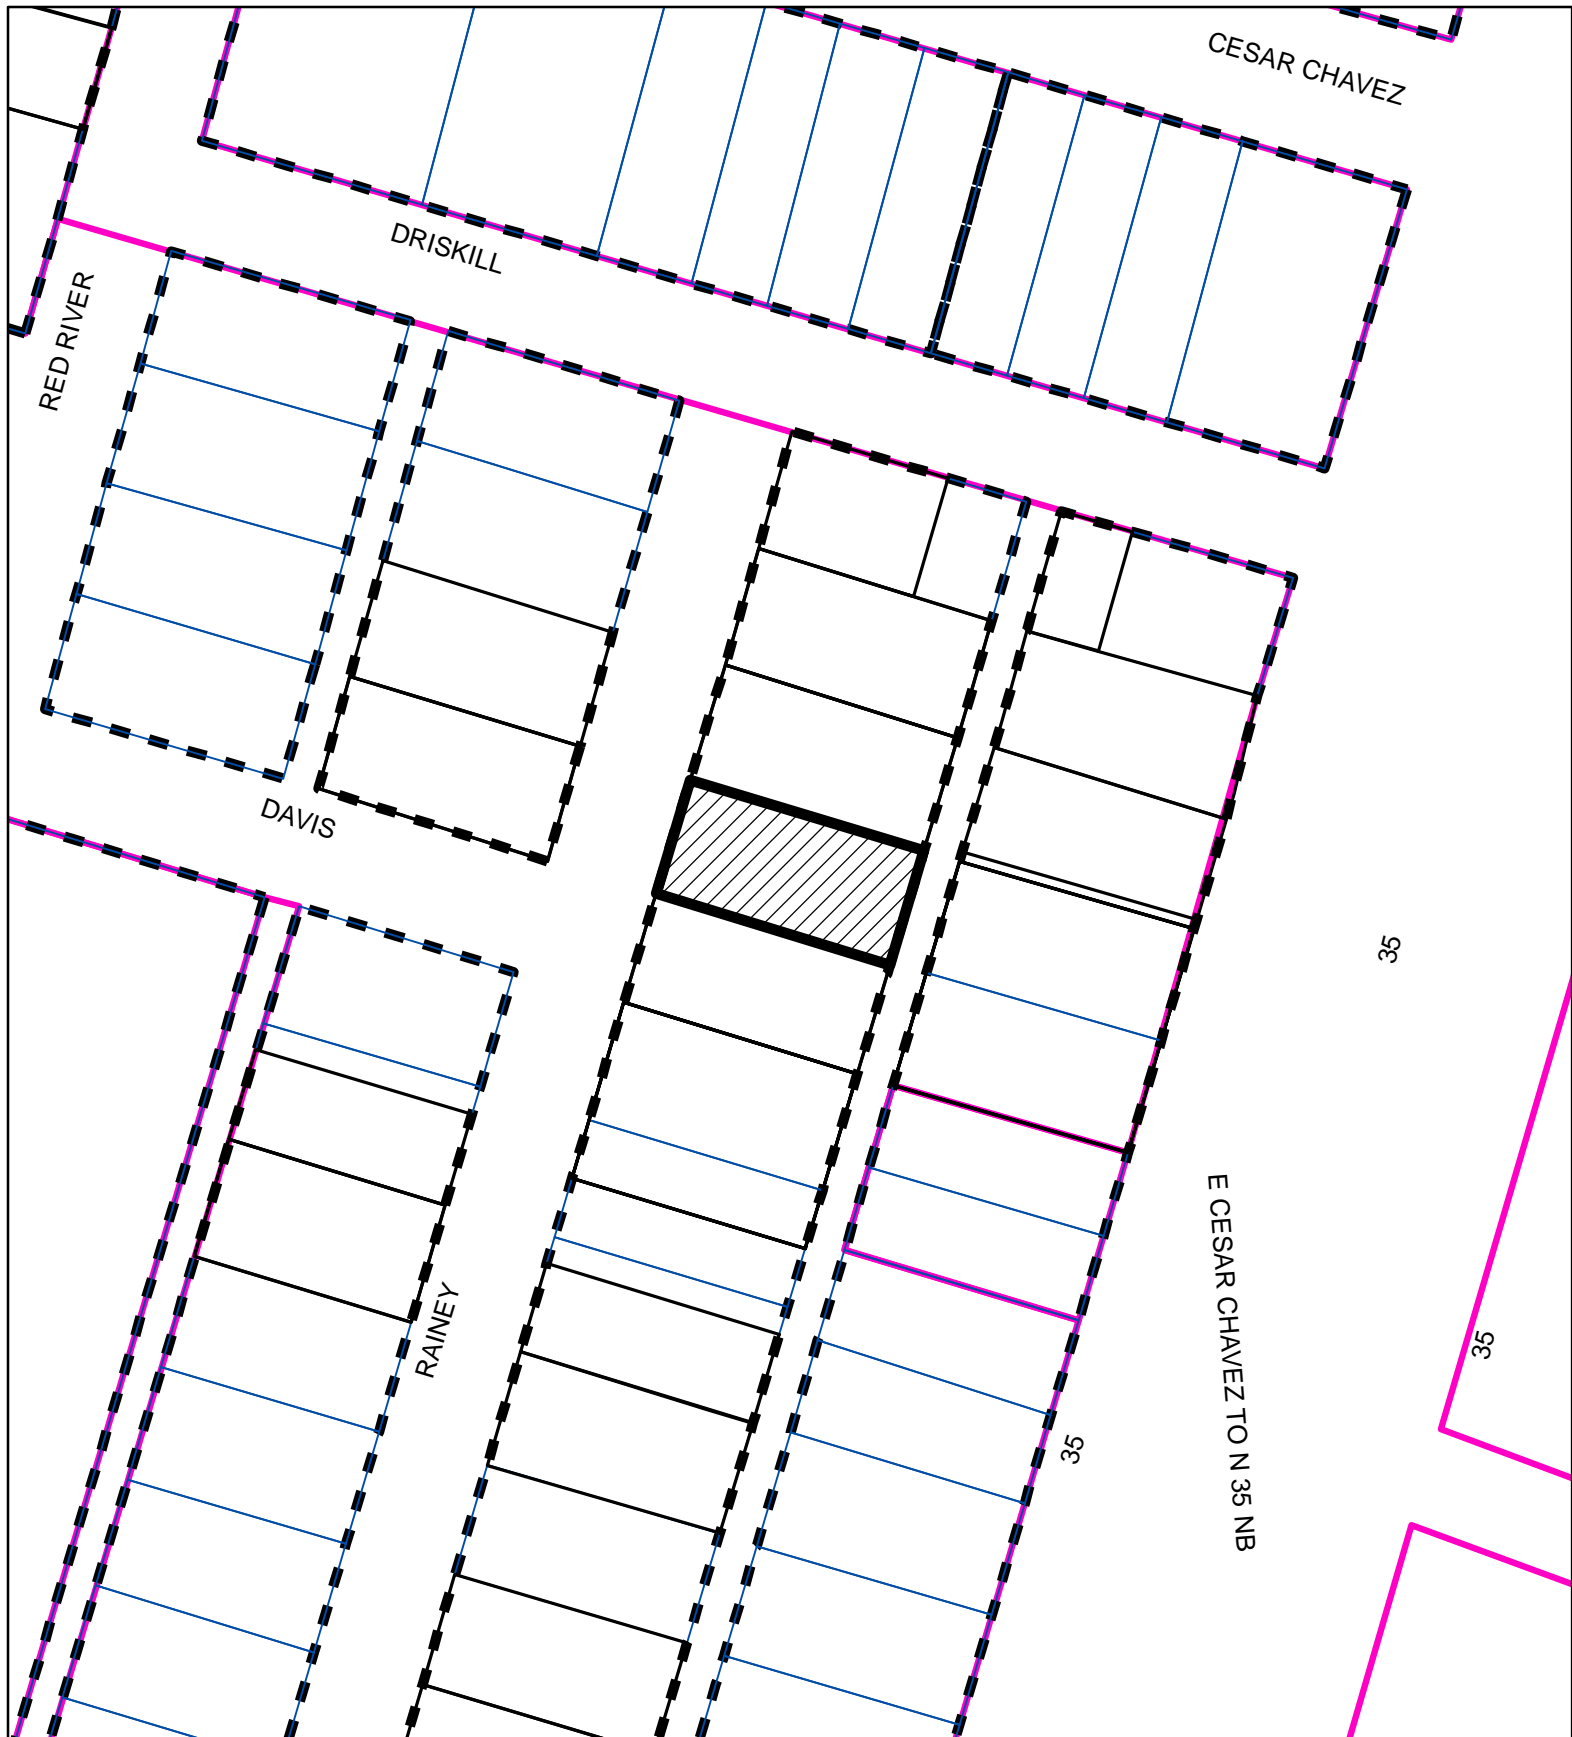 CESAR CHAVEZ
DRISKILL
RED RIVER
DAVIS
35
E CESAR CHAVEZ TO N 35 NB
RAINEY
35
35